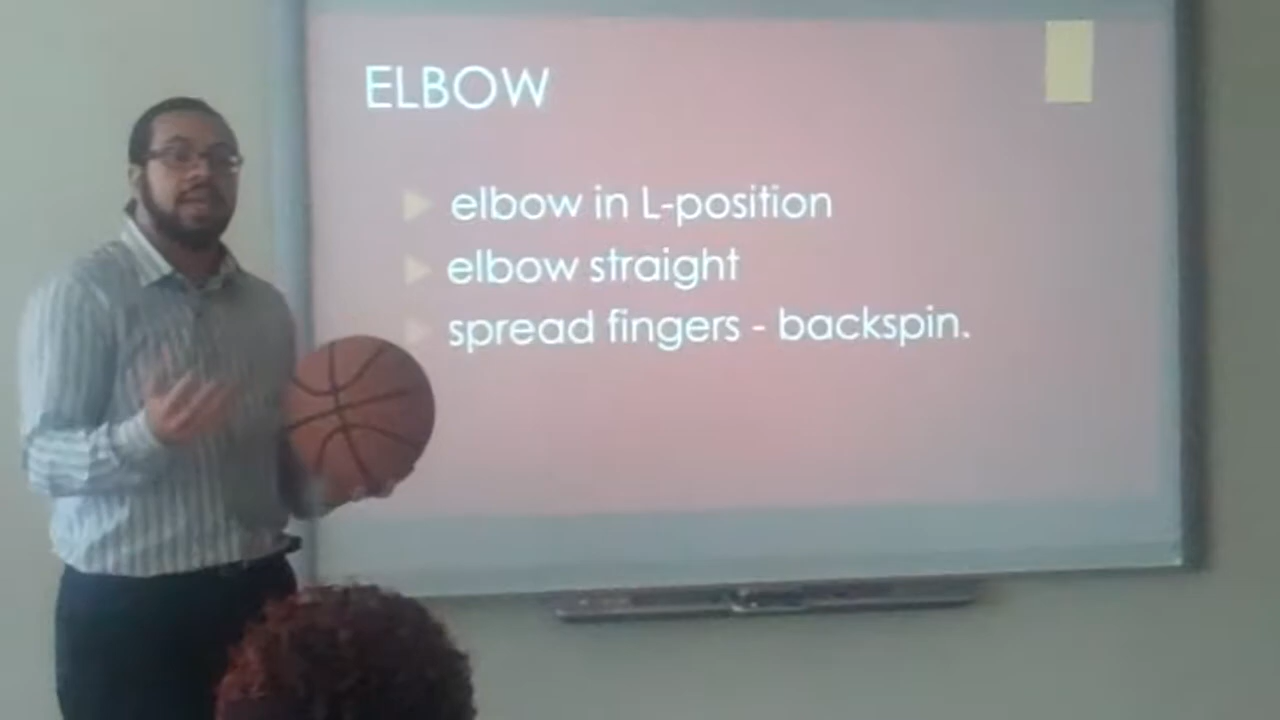 ELBOW
elbow in L-position
elbow straight
spread fingers - backspin.